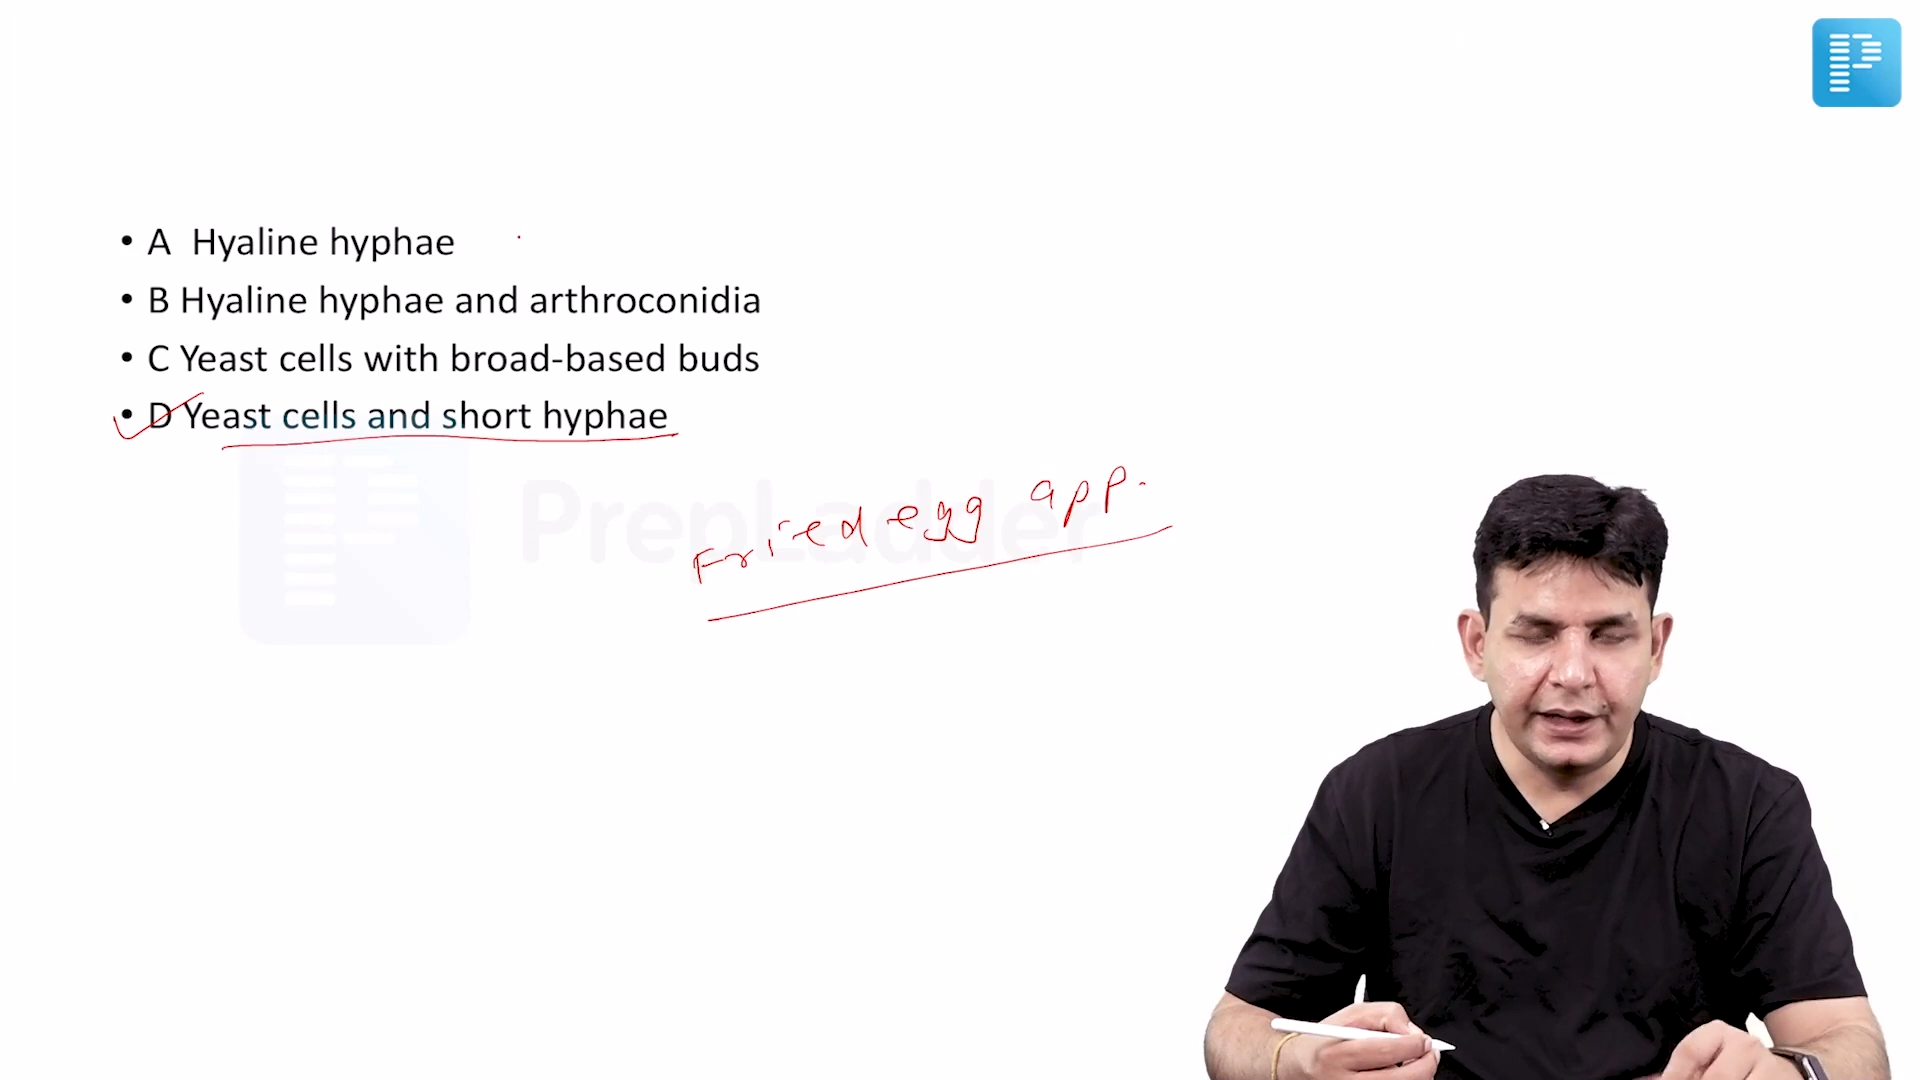 • A Hyaline hyphae
• B Hyaline hyphae and arthroconidia
• C Yeast cells with broad-based buds
• D Yeast cells and short hyphae
PrepLadder
Fried egg app.